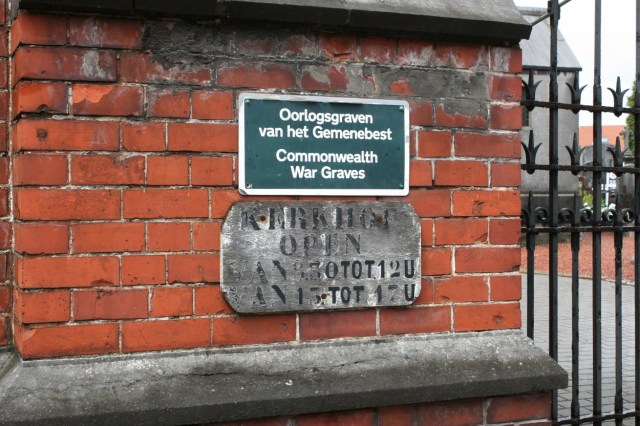 Oorlogsgraven
van het Gemenebest
Commonwealth
War Graves
KERKHOF
OPEN
VAN 8.30 TOT 12 U
VAN 13 TOT 17 U